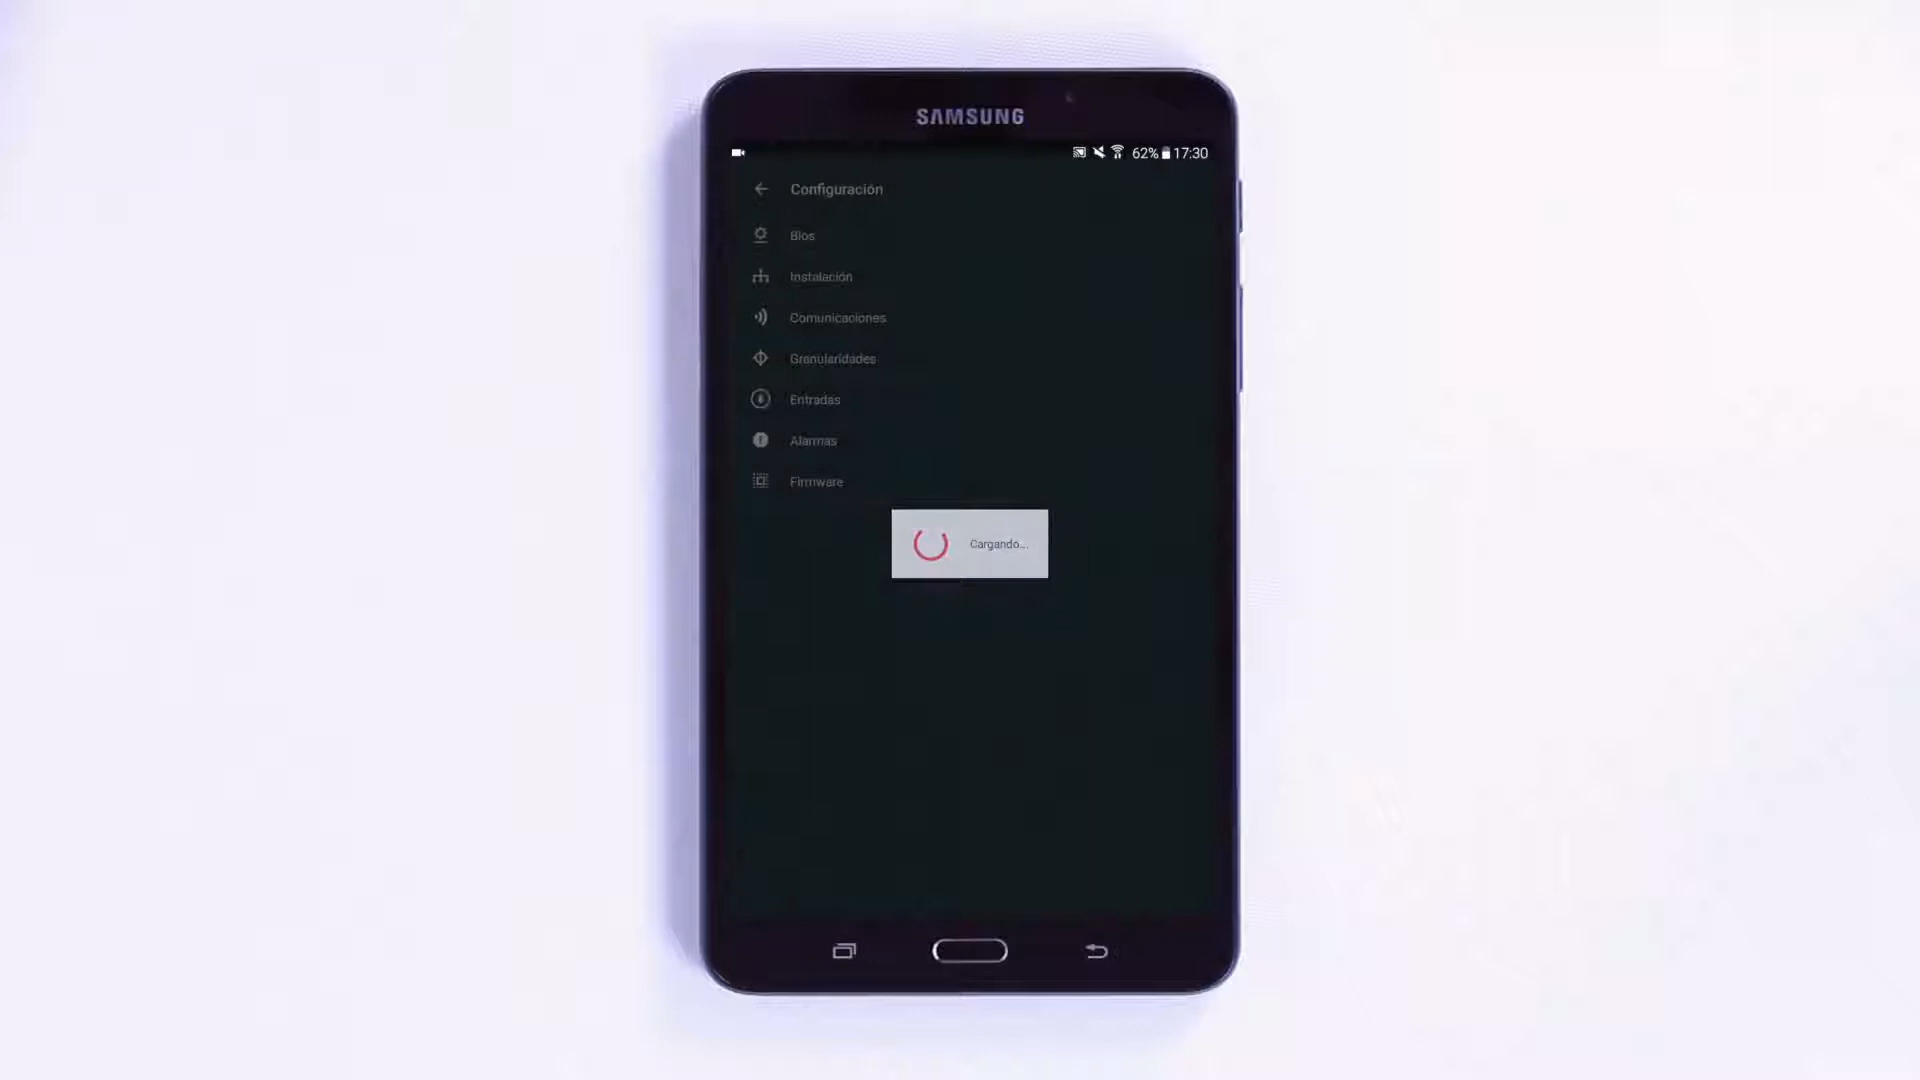 SAMSUNG
62% 17:30
Configuración
Bios
Instalación
Comunicaciones
Granularidades
Entradas
Alarmas
Firmware
Cargando...